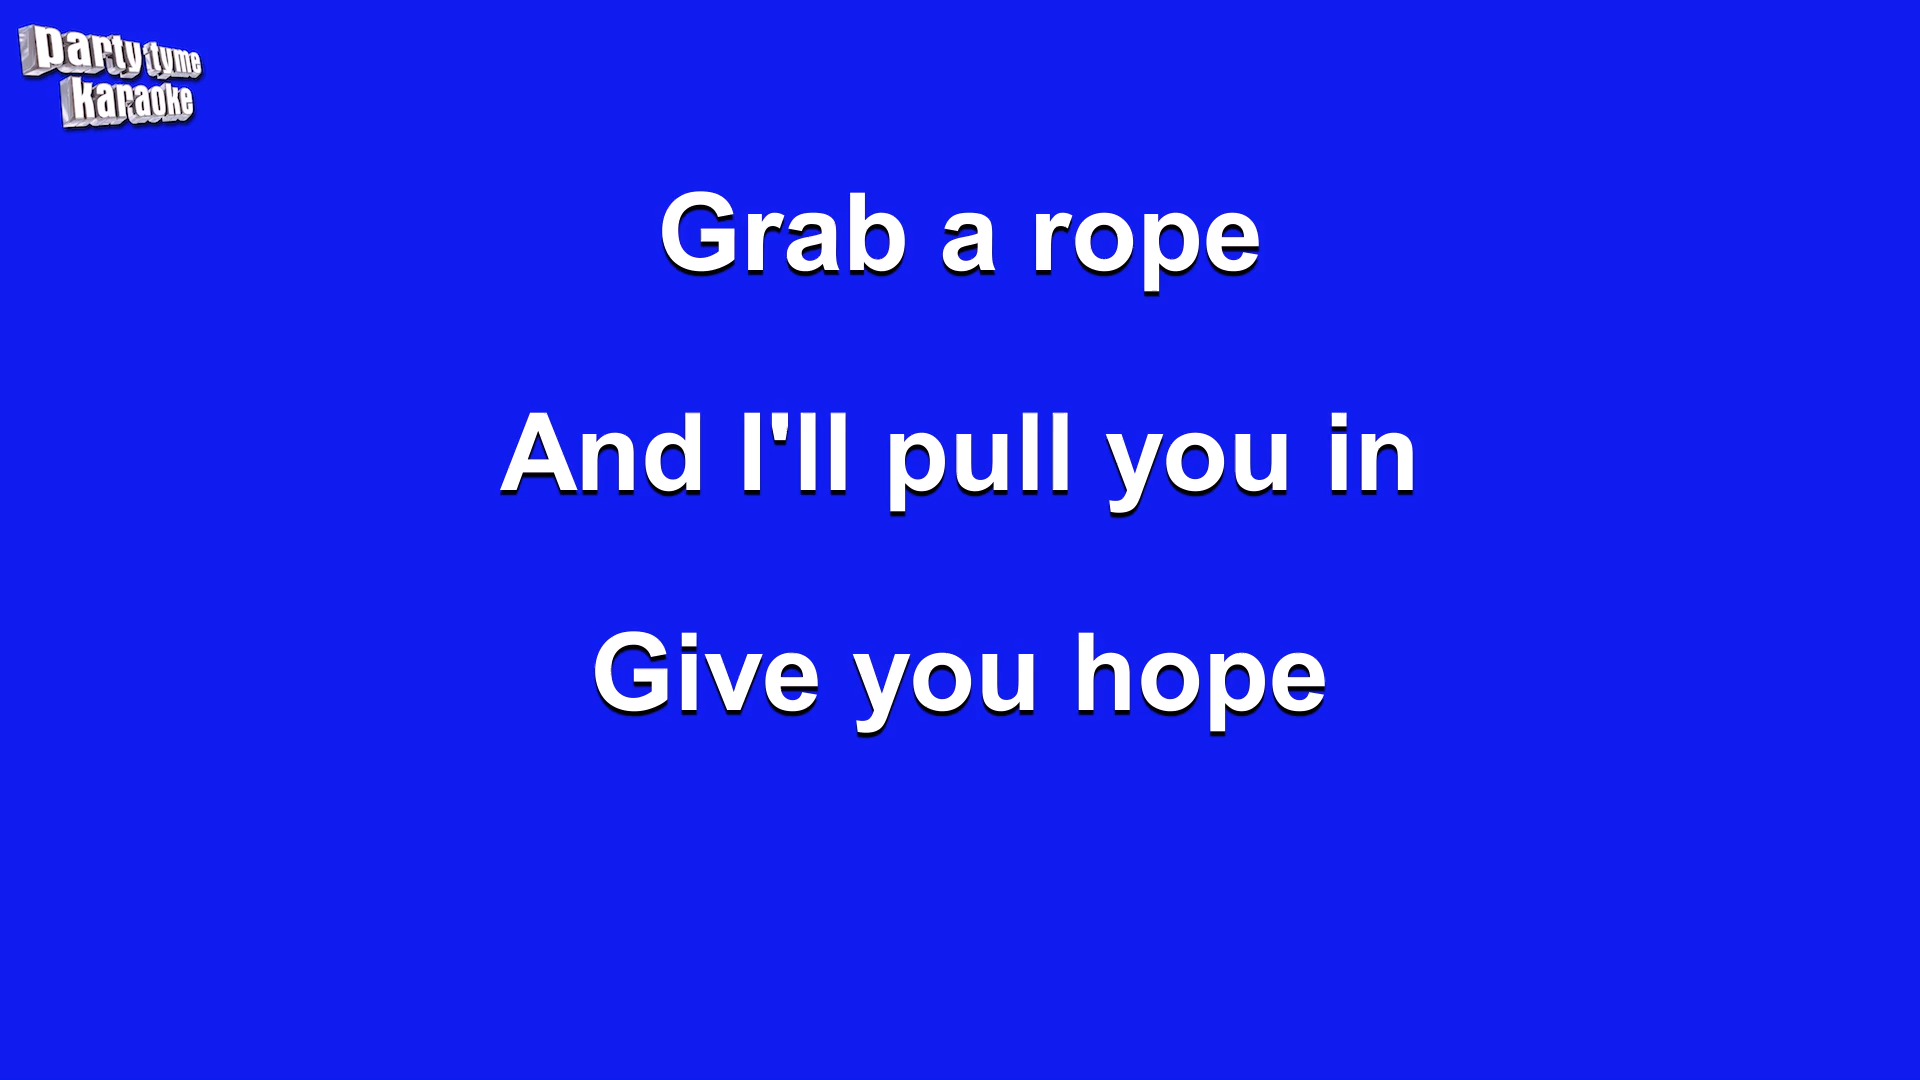 party tyme
karaoke
Grab a rope
And I'll pull you in
Give you hope